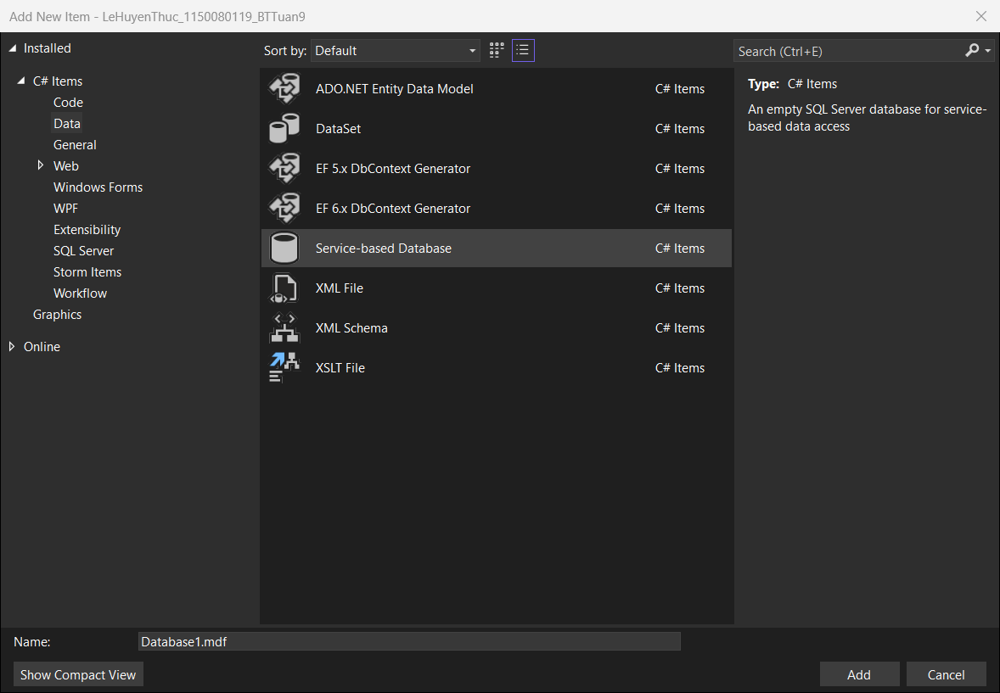 Add New Item - LeHuyenThuc_1150080119_BTTuan9
Installed
C# Items
Code
Data
General
Web
Windows Forms
WPF
Extensibility
SQL Server
Storm Items
Workflow
Graphics
Online
Sort by: Default
ADO.NET Entity Data Model C# Items
DataSet C# Items
EF 5.x DbContext Generator C# Items
EF 6.x DbContext Generator C# Items
Service-based Database C# Items
XML File C# Items
XML Schema C# Items
XSLT File C# Items
Search (Ctrl+E)
Type: C# Items
An empty SQL Server database for service-
based data access
Name: Database1.mdf
Show Compact View
Add
Cancel